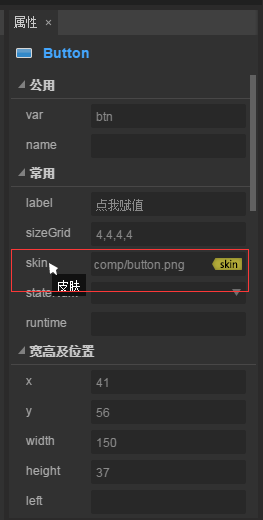 属性 ×
Button
公用
var btn
name
常用
label 点我赋值
sizeGrid 4,4,4,4
skin comp/button.png skin
皮肤
runtime
宽高及位置
x 41
y 56
width 150
height 37
left